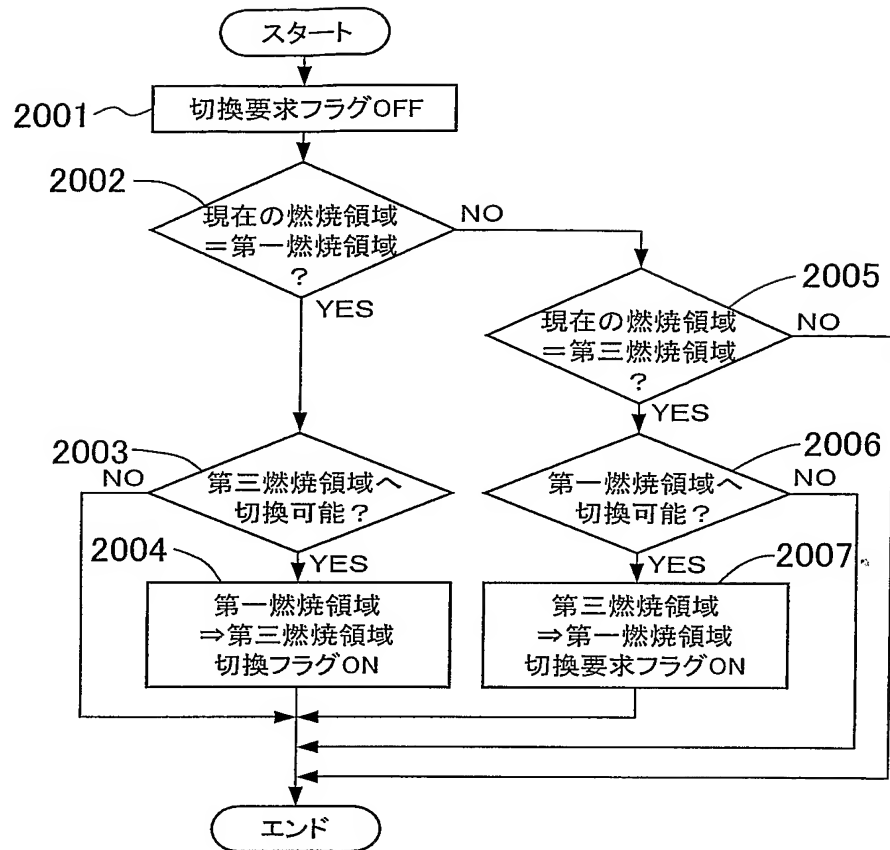 スタート
2001
切換要求フラグOFF
2002
現在の燃焼領域
＝第一燃焼領域
？
NO
YES
2005
現在の燃焼領域
＝第三燃焼領域
？
NO
YES
2003
NO
第三燃焼領域へ
切換可能？
YES
2006
第一燃焼領域へ
切換可能？
NO
YES
2004
第一燃焼領域
⇒第三燃焼領域
切換フラグON
2007
第三燃焼領域
⇒第一燃焼領域
切換要求フラグON
エンド